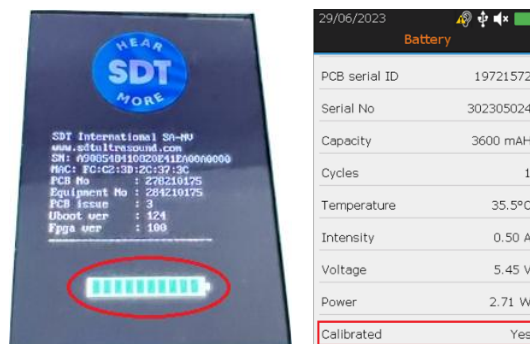 HEAR
SDT
MORE
SDT International SA-NV
www.sdtultrasound.com
MAC: FC:C2:3D:2C:37:3C
PCB No : 278210175
Equipment No : 284210175
PCB issue : 3
Uboot ver : 124
Fpga ver : 100
29/06/2023
Battery
PCB serial ID 19721572
Serial No 302305024
Capacity 3600 mAH
Cycles 1
Temperature 35.5°C
Intensity 0.50 A
Voltage 5.45 V
Power 2.71 W
Calibrated Yes